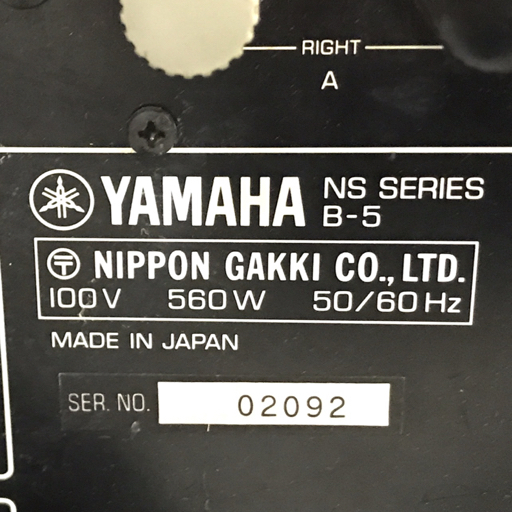 RIGHT
A
YAMAHA NS SERIES
B-5
〒 NIPPON GAKKI CO., LTD.
100V 560W 50/60Hz
MADE IN JAPAN
SER. NO. 02092